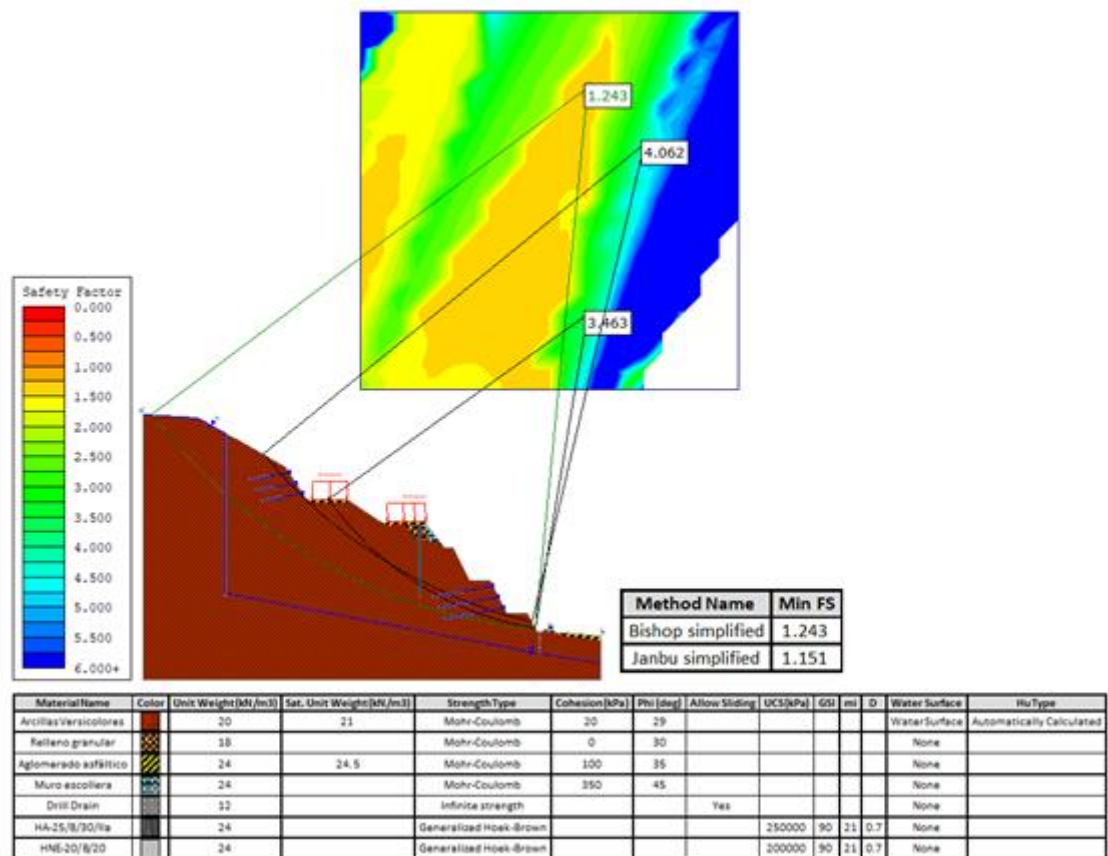 1.243
4.062
3.463
Safety Factor
0.000
0.500
1.000
1.500
2.000
2.500
3.000
3.500
4.000
4.500
5.000
5.500
6.000+
Method Name Min FS
Bishop simplified 1.243
Janbu simplified 1.151
Material Name Color Unit Weight(kN/m3) Sat. Unit Weight(kN/m3) Strength Type Cohesion(kPa) Phi (deg) Allow Sliding UCS(kPa) GSI mi D Water Surface Hu Type
Arcillas Versicolores 20 21 Mohr-Coulomb 20 29 Water Surface Automatically Calculated
Relleno granular 18 Mohr-Coulomb 0 30 None
Aglomerado asfáltico 24 24.5 Mohr-Coulomb 100 35 None
Muro escollera 24 Mohr-Coulomb 350 45 None
Drill Drain 12 Infinite strength Yes None
HA-25/B/30/IIa 24 Generalized Hoek-Brown 250000 90 21 0.7 None
HNE-20/B/20 24 Generalized Hoek-Brown 200000 90 21 0.7 None